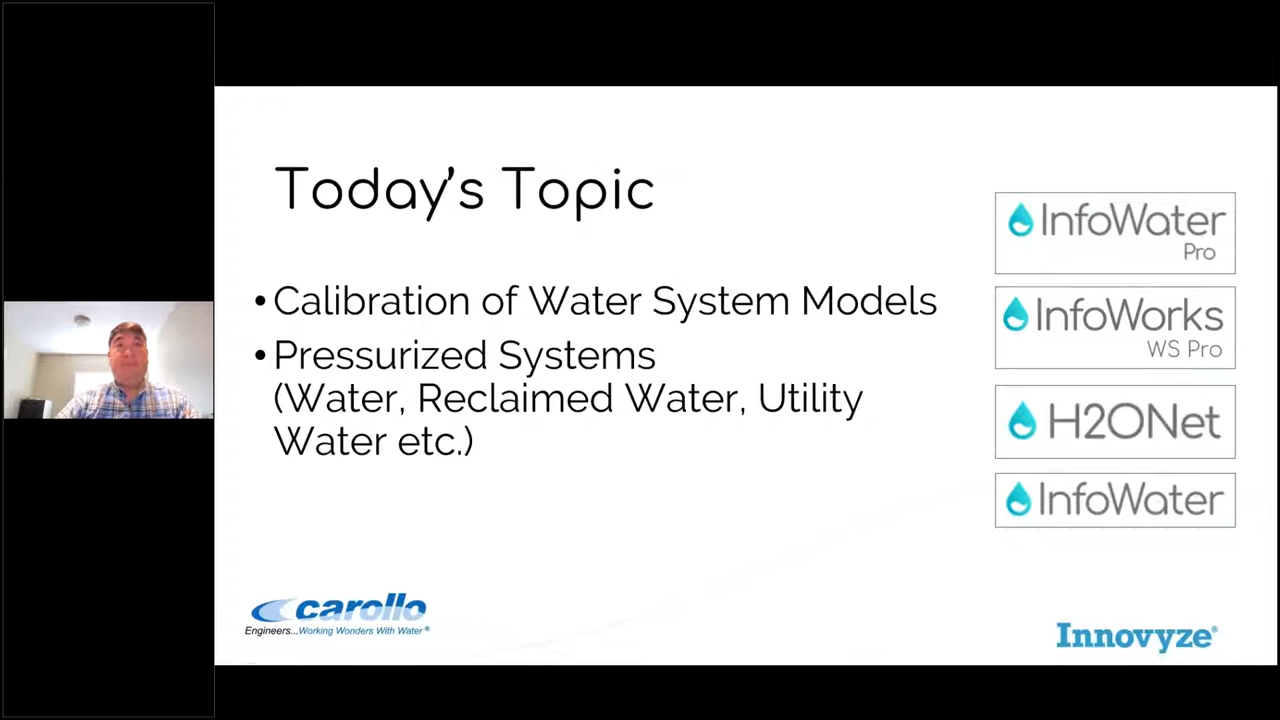 Today's Topic
• Calibration of Water System Models
• Pressurized Systems
(Water, Reclaimed Water, Utility
Water etc.)
InfoWater
Pro
InfoWorks
WS Pro
H2ONet
InfoWater
carollo
Engineers...Working Wonders With Water®
Innovyze®